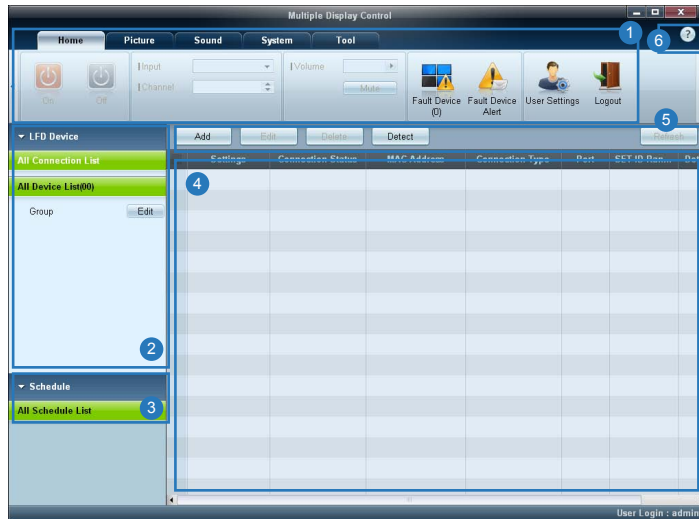 Multiple Display Control
Home Picture Sound System Tool
1
6
?
Input
Channel
Volume
Mute
On Off
Fault Device (0)
Fault Device Alert
User Settings
Logout
5
LFD Device
Add Edit Delete Detect Refresh
All Connection List
Settings Connection Status MAC Address Connection Type Port SET ID Ran...
All Device List(00)
4
Group Edit
2
Schedule
All Schedule List
3
User Login : admin